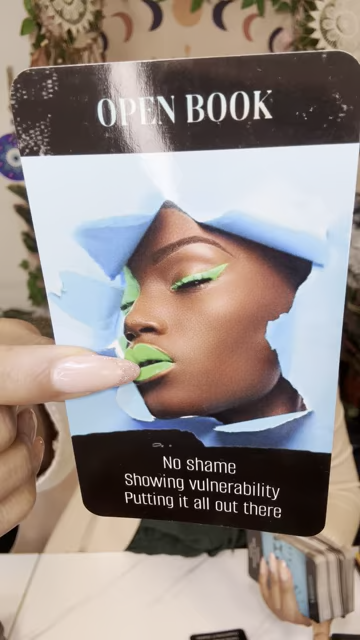 OPEN BOOK
No shame
Showing vulnerability
Putting it all out there